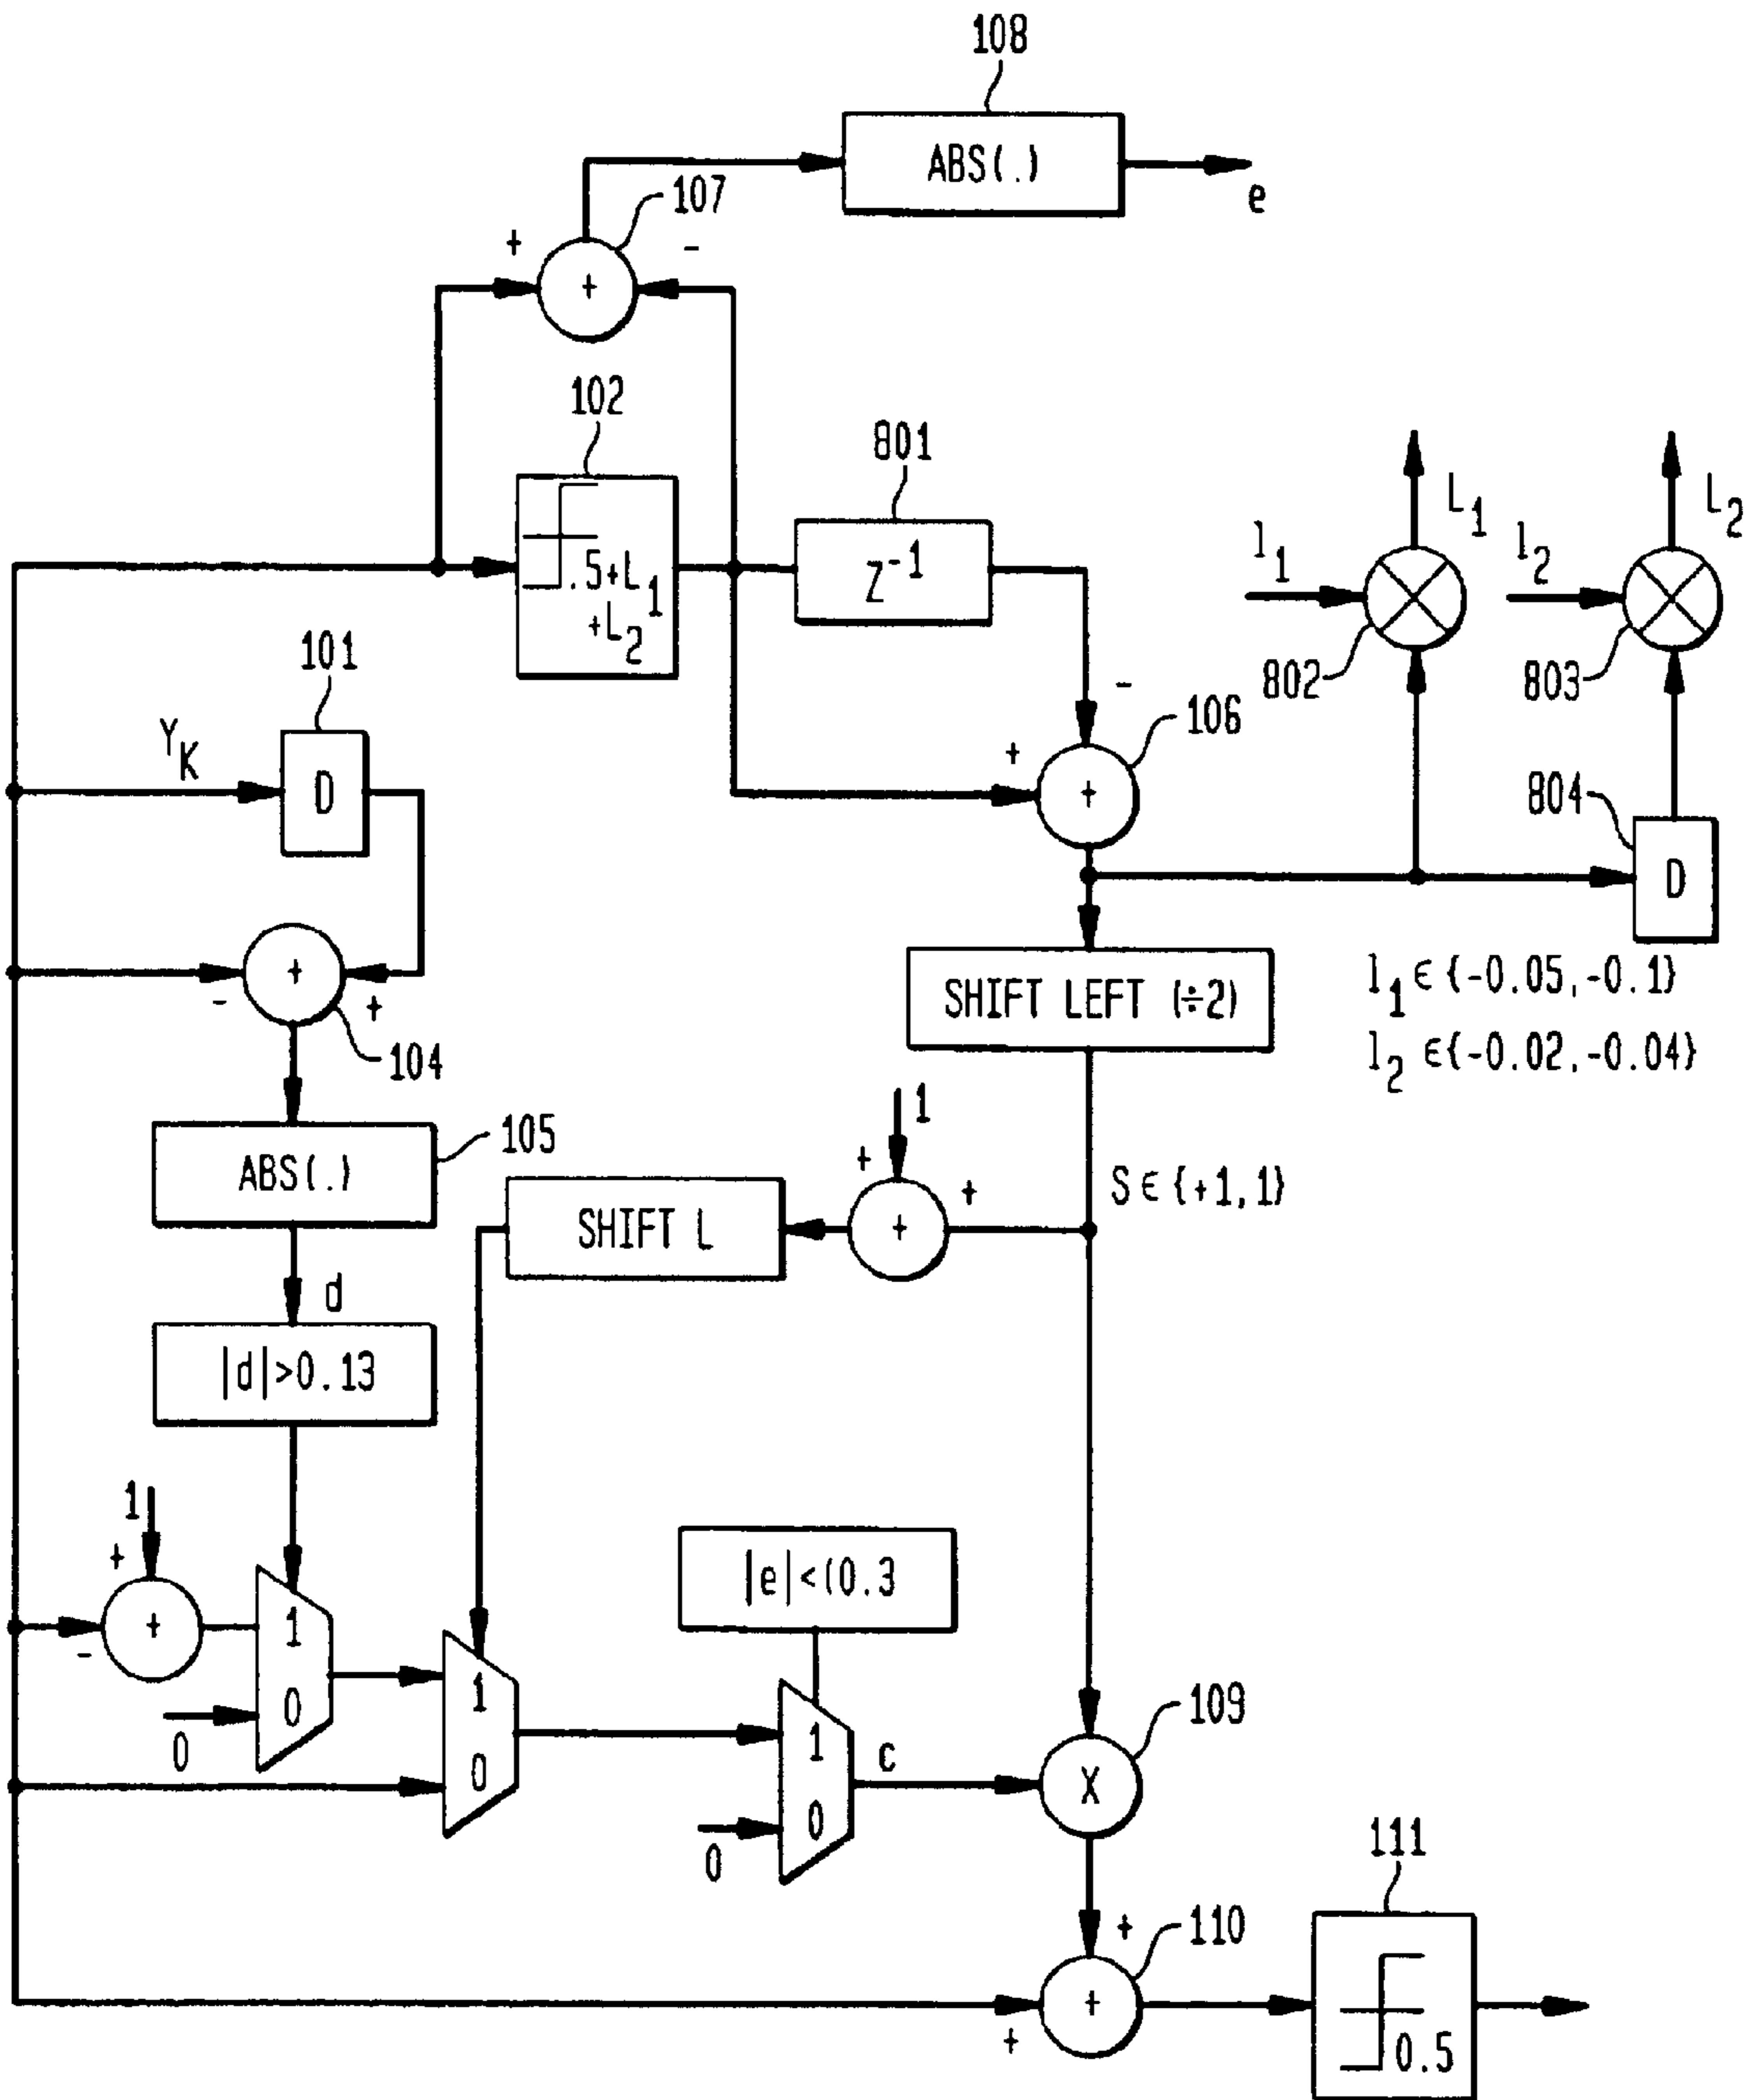 108
ABS(.)
e
107
+
-
+
102
.5+L1
+L2
801
Z-1
L1
L2
l1
l2
802
803
101
YK
D
-
+
106
+
804
D
+
-
+
104
SHIFT LEFT (÷2)
l1 ∈{-0.05,-0.1}
l2 ∈{-0.02,-0.04}
105
ABS(.)
1
+
+
+
SHIFT L
S ∈ {+1,1}
d
|d|>0.13
1
+
+
-
1
0
0
|e|<(0.3
1
0
1
0
0
c
109
X
+
110
+
+
111
0.5